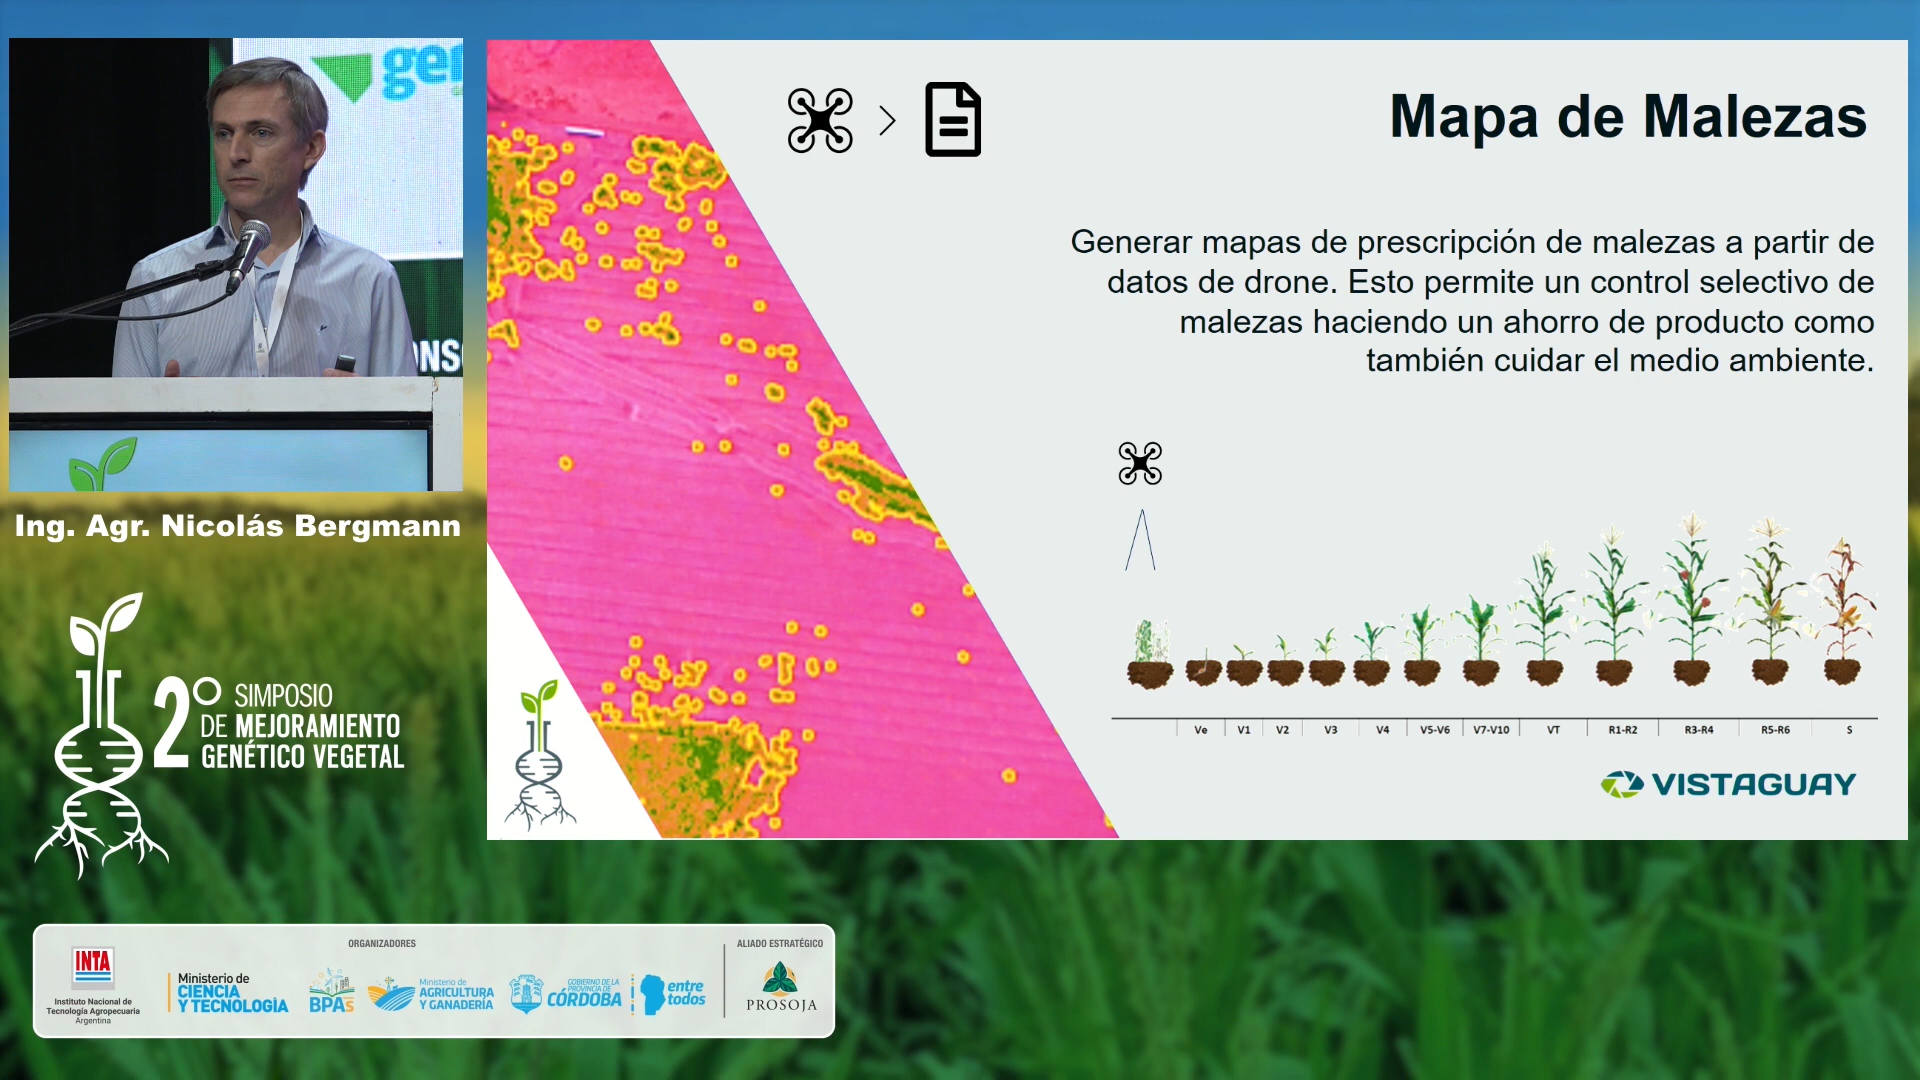 Mapa de Malezas
Generar mapas de prescripción de malezas a partir de
datos de drone. Esto permite un control selectivo de
malezas haciendo un ahorro de producto como
también cuidar el medio ambiente.
Ve V1 V2 V3 V4 V5-V6 V7-V10 VT R1-R2 R3-R4 R5-R6 S
VISTAGUAY
Ing. Agr. Nicolás Bergmann
2° SIMPOSIO
DE MEJORAMIENTO
GENÉTICO VEGETAL
ORGANIZADORES
INTA
Instituto Nacional de
Tecnología Agropecuaria
Argentina
Ministerio de
CIENCIA
Y TECNOLOGÍA
BPAs
Ministerio de
AGRICULTURA
Y GANADERÍA
GOBIERNO DE LA
PROVINCIA DE
CÓRDOBA
entre
todos
ALIADO ESTRATÉGICO
PROSOJA